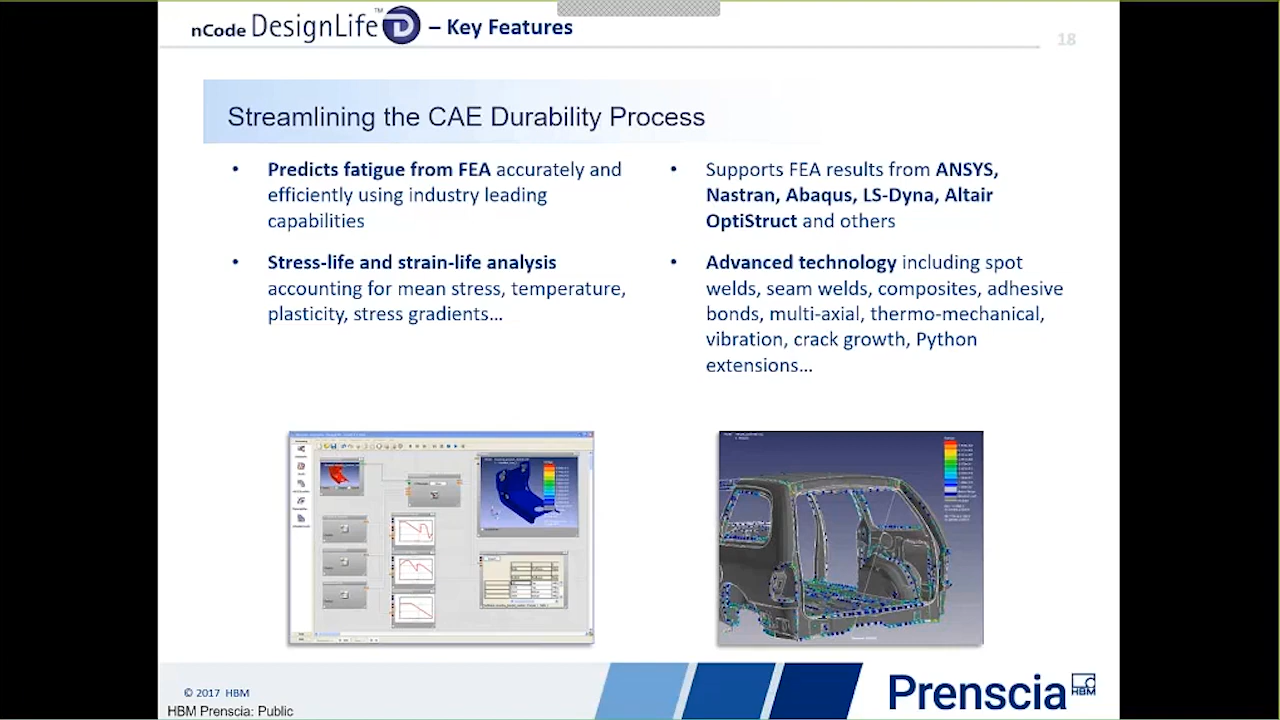 nCode DesignLife™ D – Key Features
18
Streamlining the CAE Durability Process
• Predicts fatigue from FEA accurately and
efficiently using industry leading
capabilities
• Stress-life and strain-life analysis
accounting for mean stress, temperature,
plasticity, stress gradients…
• Supports FEA results from ANSYS,
Nastran, Abaqus, LS-Dyna, Altair
OptiStruct and others
• Advanced technology including spot
welds, seam welds, composites, adhesive
bonds, multi-axial, thermo-mechanical,
vibration, crack growth, Python
extensions…
© 2017 HBM
HBM Prenscia: Public
Prenscia
HBM